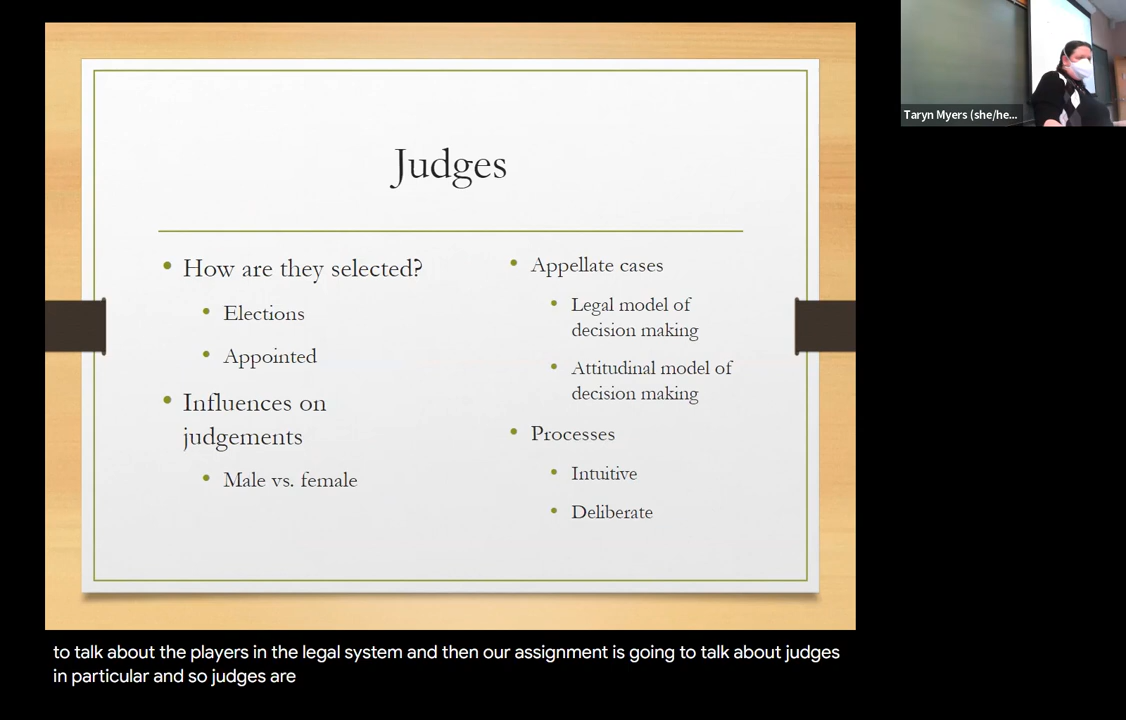 Judges
How are they selected?
Elections
Appointed
Influences on
judgements
Male vs. female
Appellate cases
Legal model of
decision making
Attitudinal model of
decision making
Processes
Intuitive
Deliberate
Taryn Myers (she/he...
to talk about the players in the legal system and then our assignment is going to talk about judges
in particular and so judges are